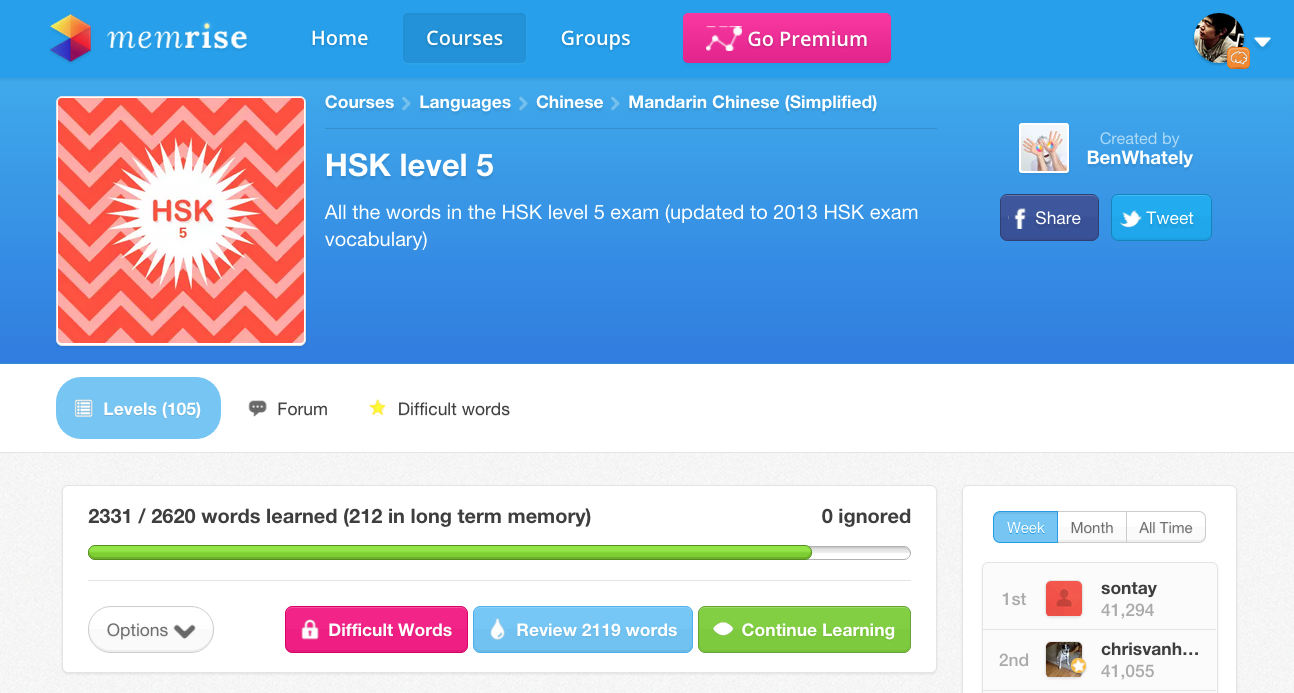 memrise
Home
Courses
Groups
Go Premium
Courses
Languages
Chinese
Mandarin Chinese (Simplified)
HSK
5
HSK level 5
All the words in the HSK level 5 exam (updated to 2013 HSK exam
vocabulary)
Created by
BenWhately
Share
Tweet
Levels (105)
Forum
Difficult words
2331 / 2620 words learned (212 in long term memory)
0 ignored
Options
Difficult Words
Review 2119 words
Continue Learning
Week
Month
All Time
1st
sontay
41,294
2nd
chrisvanh...
41,055